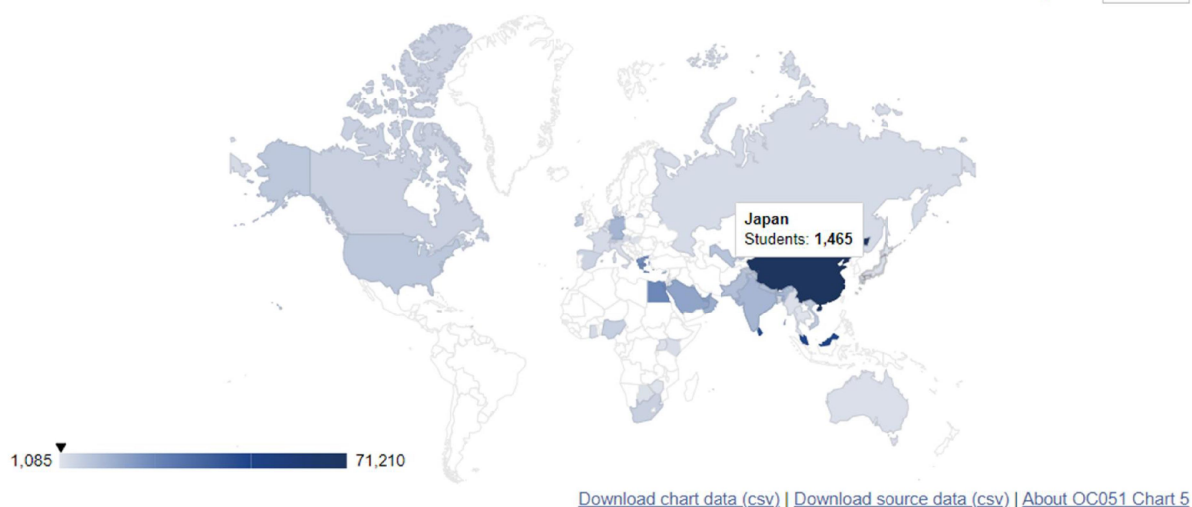 Japan
Students: 1,465
1,085
71,210
Download chart data (csv) | Download source data (csv) | About OC051 Chart 5